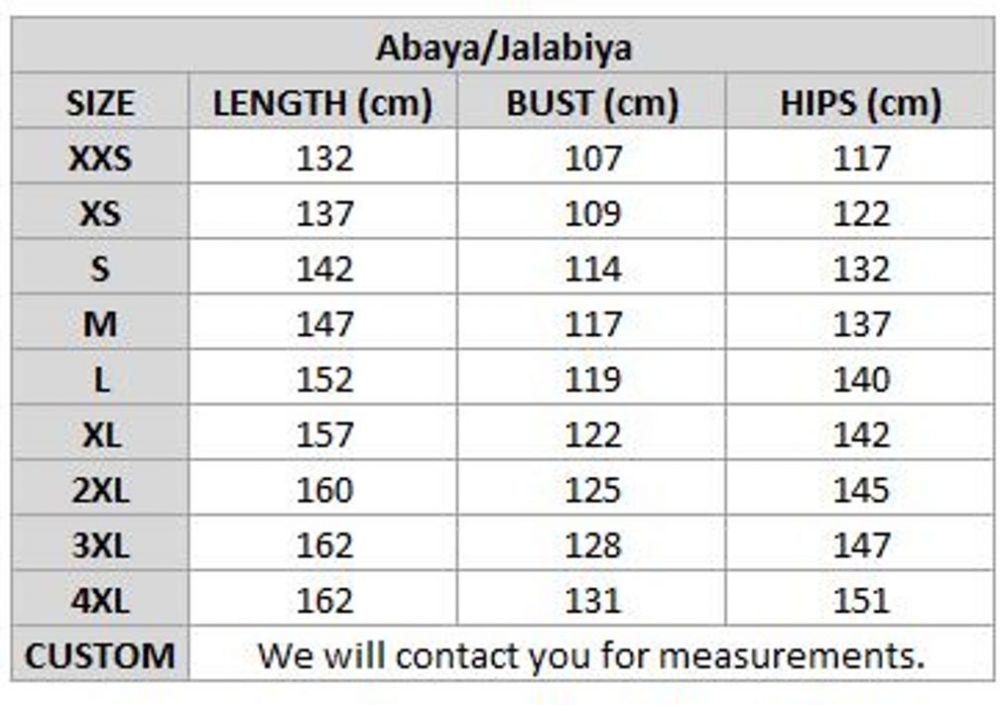 Abaya/Jalabiya
SIZE LENGTH (cm) BUST (cm) HIPS (cm)
XXS 132 107 117
XS 137 109 122
S 142 114 132
M 147 117 137
L 152 119 140
XL 157 122 142
2XL 160 125 145
3XL 162 128 147
4XL 162 131 151
CUSTOM We will contact you for measurements.